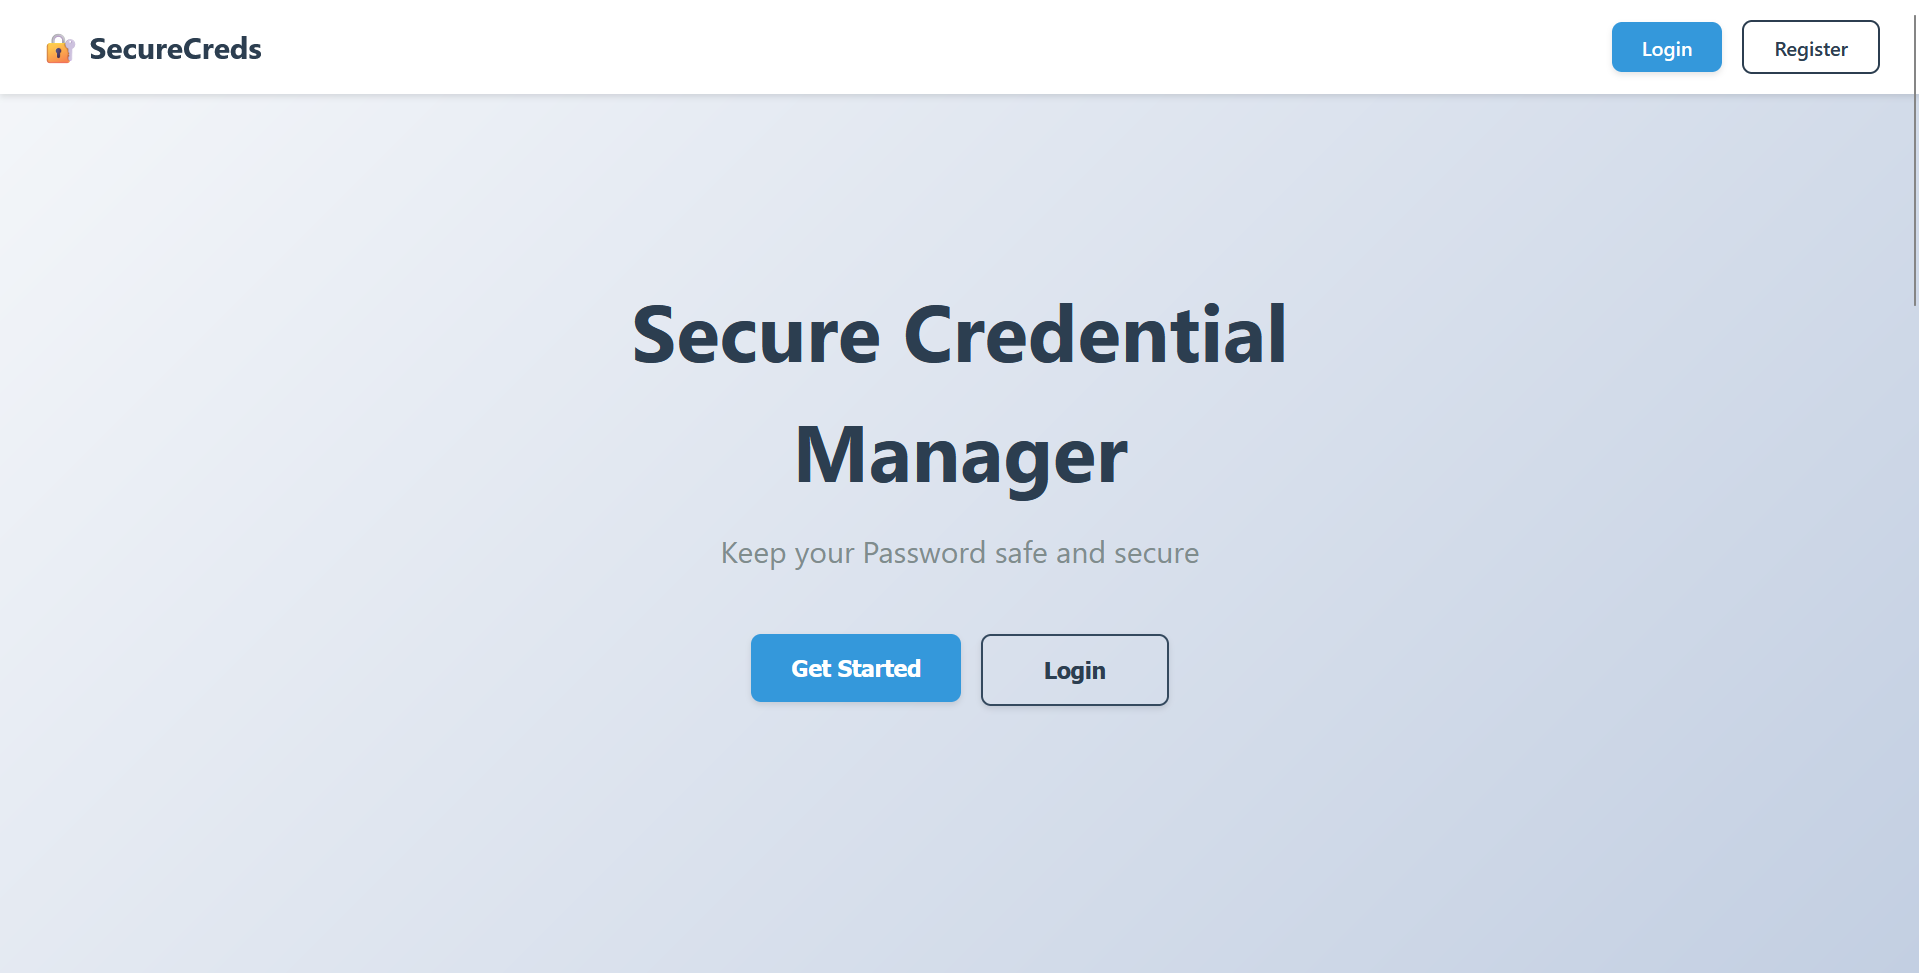 SecureCreds
Login
Register
Secure Credential
Manager
Keep your Password safe and secure
Get Started
Login